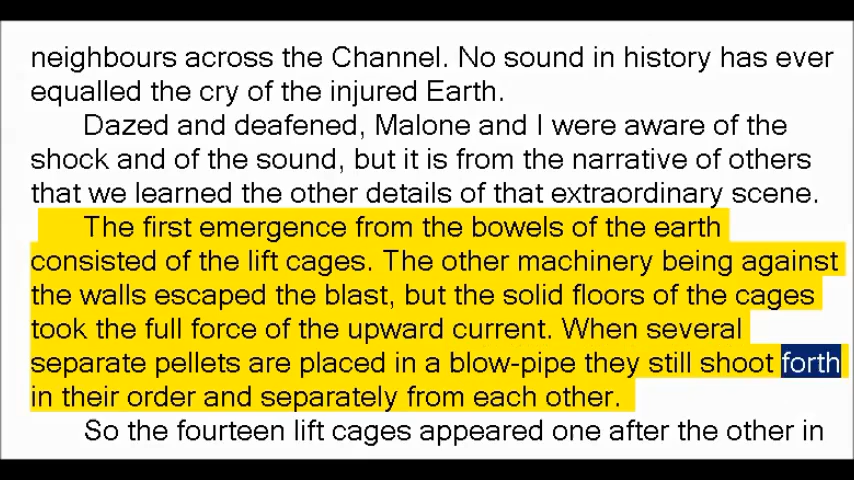 neighbours across the Channel. No sound in history has ever
equalled the cry of the injured Earth.
Dazed and deafened, Malone and I were aware of the
shock and of the sound, but it is from the narrative of others
that we learned the other details of that extraordinary scene.
The first emergence from the bowels of the earth
consisted of the lift cages. The other machinery being against
the walls escaped the blast, but the solid floors of the cages
took the full force of the upward current. When several
separate pellets are placed in a blow-pipe they still shoot forth
in their order and separately from each other.
So the fourteen lift cages appeared one after the other in